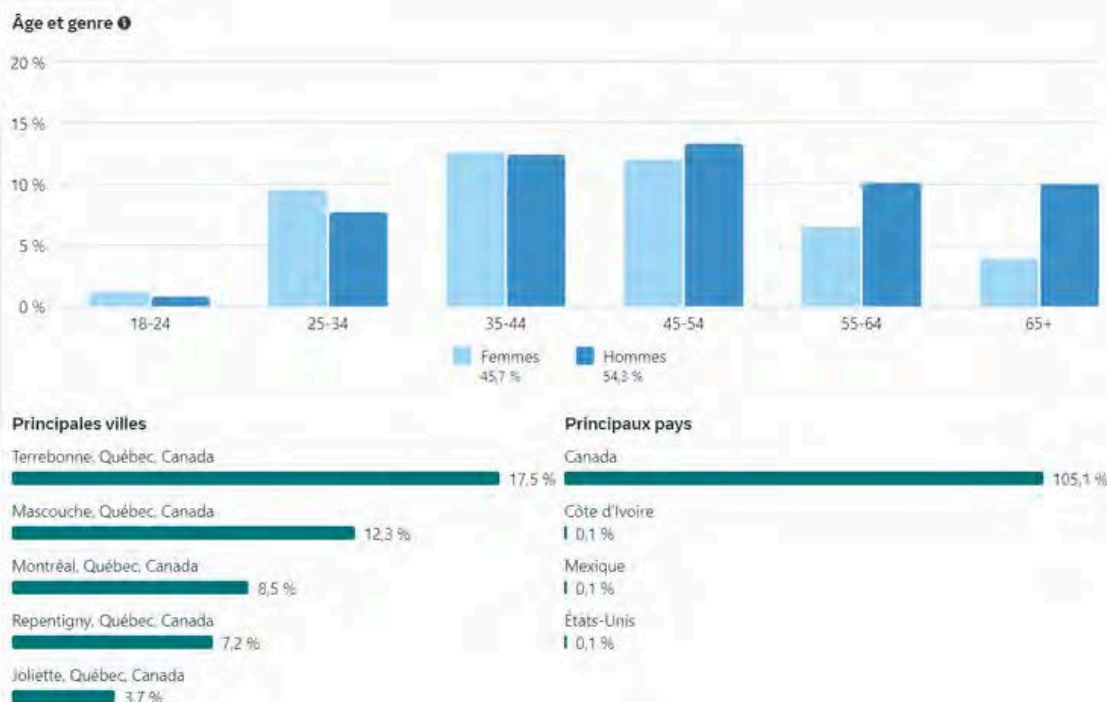 Âge et genre
20 %
15 %
10 %
5 %
0 %
18-24 25-34 35-44 45-54 55-64 65+
Femmes Hommes
45,7 % 54,3 %
Principales villes
Terrebonne, Québec, Canada
17,5 %
Mascouche, Québec, Canada
12,3 %
Montréal, Québec, Canada
8,5 %
Repentigny, Québec, Canada
7,2 %
Joliette, Québec, Canada
3,7 %
Principaux pays
Canada
105,1 %
Côte d'Ivoire
0,1 %
Mexique
0,1 %
États-Unis
0,1 %